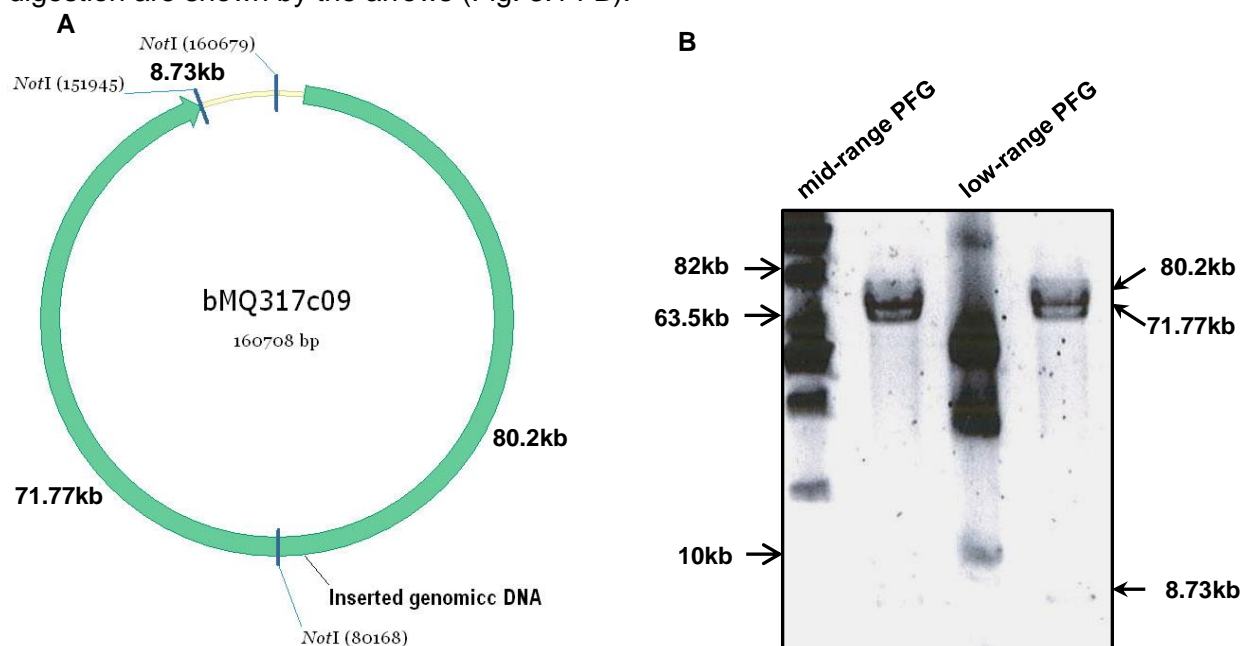 digestion are shown by the arrows (Fig. 3.11 B).
A
NotI (160679)
NotI (151945)
8.73kb
bMQ317c09
160708 bp
80.2kb
71.77kb
Inserted genomicc DNA
NotI (80168)
B
mid-range PFG
low-range PFG
82kb
63.5kb
10kb
80.2kb
71.77kb
8.73kb